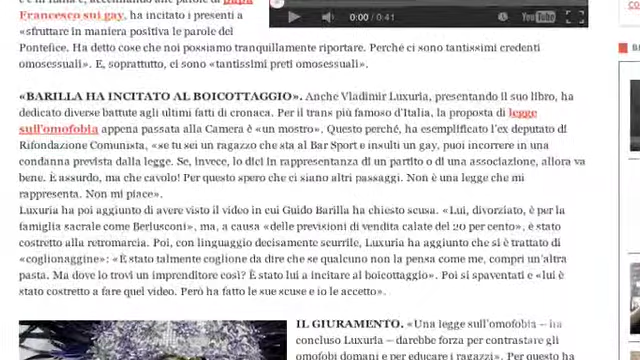 Papa
Francesco sui gay, ha incitato i presenti a
«sfruttare in maniera positiva le parole del
Pontefice. Ha detto cose che noi possiamo tranquillamente riportare. Perché ci sono tantissimi credenti
omosessuali». E, soprattutto, ci sono «tantissimi preti omosessuali».
0:00 / 0:41
YouTube
«BARILLA HA INCITATO AL BOICOTTAGGIO». Anche Vladimir Luxuria, presentando il suo libro, ha
dedicato diverse battute agli ultimi fatti di cronaca. Per il trans più famoso d'Italia, la proposta di legge
sull'omofobia appena passata alla Camera è «un mostro». Questo perché, ha esemplificato l'ex deputato di
Rifondazione Comunista, «se tu sei un ragazzo che sta al Bar Sport e insulti un gay, puoi incorrere in una
condanna prevista dalla legge. Se, invece, lo dici in rappresentanza di un partito o di una associazione, allora va
bene. È assurdo, ma che cavolo! Per questo spero che ci siano altri passaggi. Non è una legge che mi
rappresenta. Non mi piace».
Luxuria ha poi aggiunto di avere visto il video in cui Guido Barilla ha chiesto scusa. «Lui, divorziato, è per la
famiglia sacrale come Berlusconi», ma, a causa «delle previsioni di vendita calate del 20 per cento», è stato
costretto alla retromarcia. Poi, con linguaggio decisamente scurrile, Luxuria ha aggiunto che si è trattato di
«coglionaggine»: «È stato talmente coglione da dire che se qualcuno non la pensa come me, compri un'altra
pasta. Ma dove lo trovi un imprenditore così? È stato lui a incitare al boicottaggio». Poi si spaventati e «lui è
stato costretto a fare quel video. Però ha fatto le sue scuse e io le accetto».
IL GIURAMENTO. «Una legge sull'omofobia – ha
concluso Luxuria – darebbe forza per contrastare gli
omofobi domani e per educare i ragazzi». Per questo ha